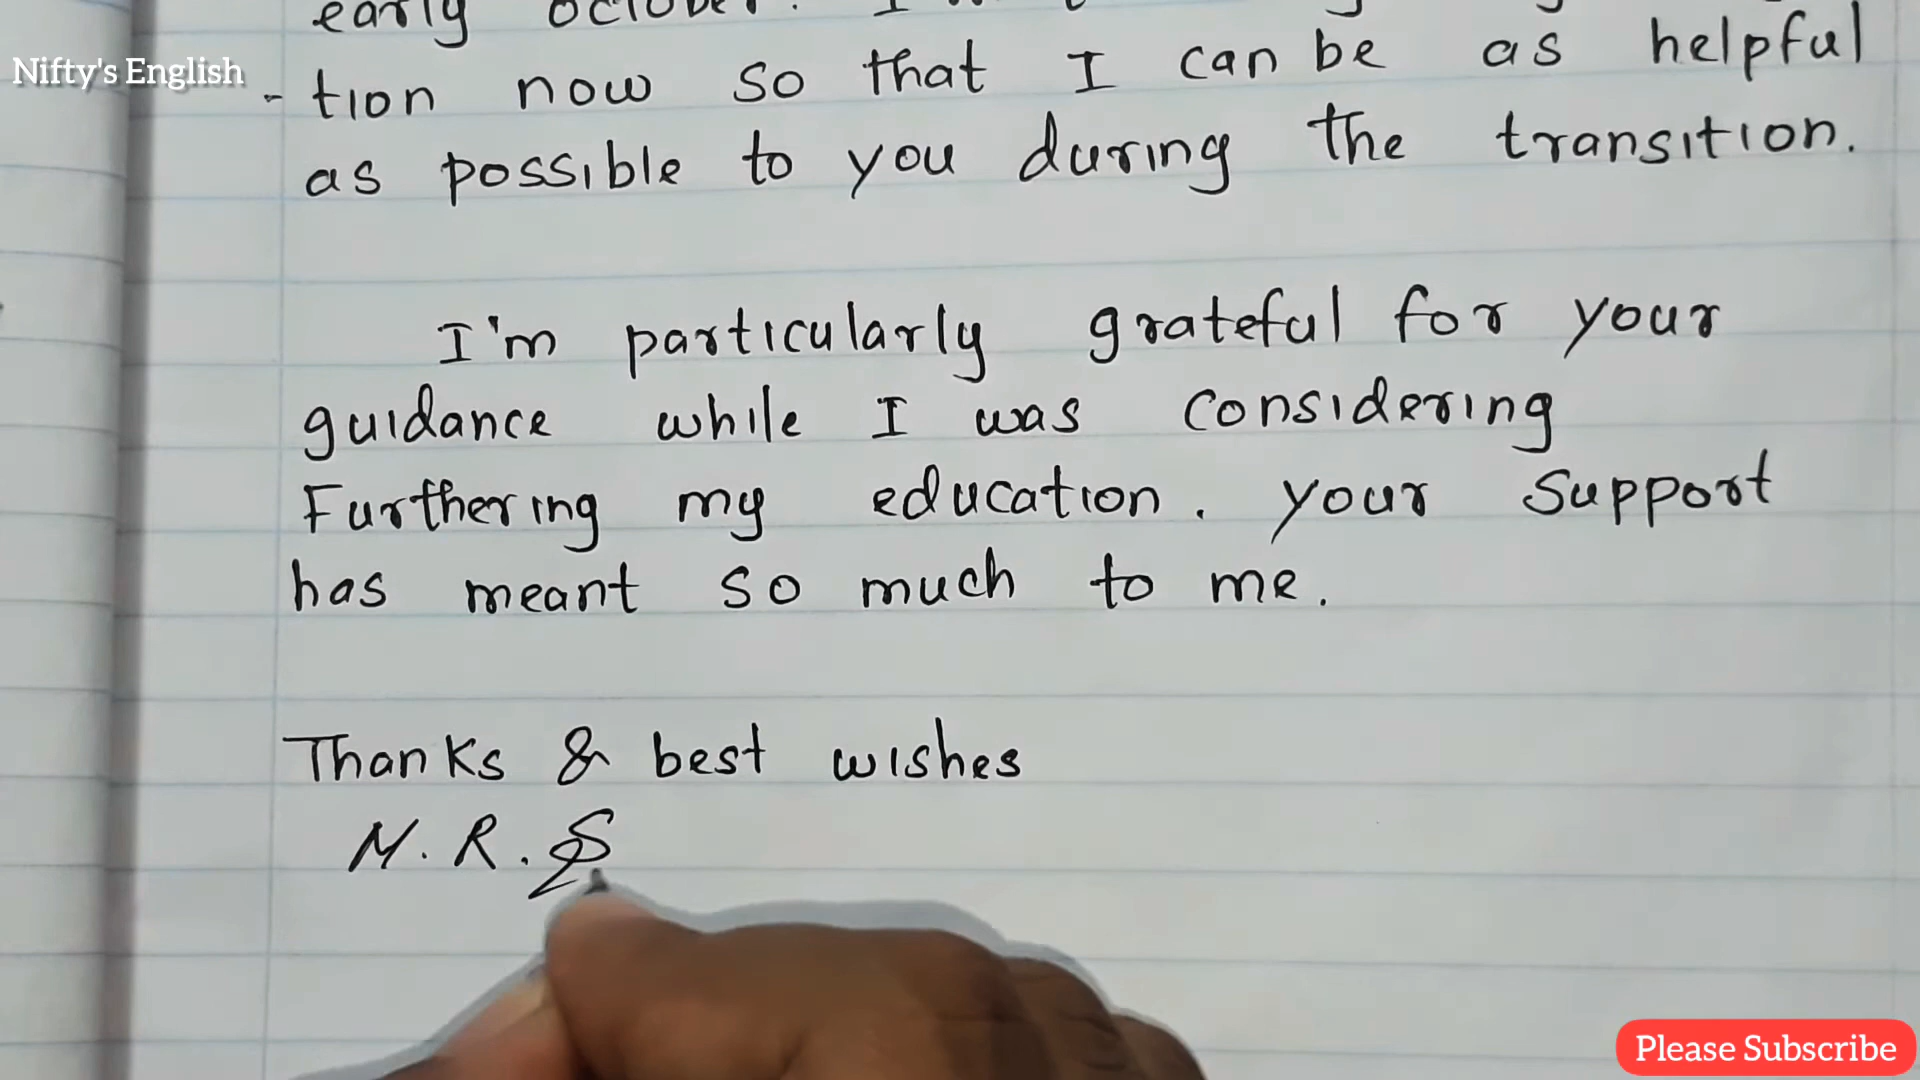 early october.
Nifty's English
- tion now so that I can be as helpful
as possible to you during the transition.
I'm particularly grateful for your
guidance while I was considering
Furthering my education. your support
has meant so much to me.
Thanks & best wishes
M. R. S
Please Subscribe